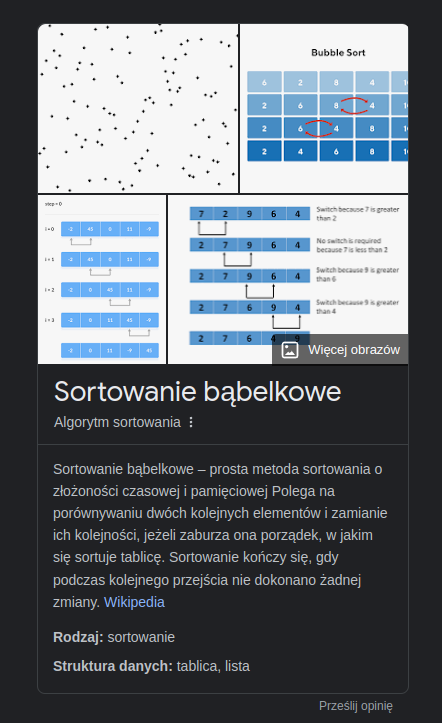 Bubble Sort
6 2 8 4
2 6 8 4
2 6 4 8
2 4 6 8
step = 0
i = 0 -2 45 0 11 -9
i = 1 -2 45 0 11 -9
i = 2 -2 0 45 11 -9
i = 3 -2 0 11 45 -9
-2 0 11 -9 45
7 2 9 6 4 Switch because 7 is greater
than 2
2 7 9 6 4 No switch is required
because 7 is less than 2
2 7 9 6 4 Switch because 9 is greater
than 6
2 7 6 9 4 Switch because 9 is greater
than 4
2 7 6 4 9
Więcej obrazów
Sortowanie bąbelkowe
Algorytm sortowania
Sortowanie bąbelkowe – prosta metoda sortowania o
złożoności czasowej i pamięciowej Polega na
porównywaniu dwóch kolejnych elementów i zamianie
ich kolejności, jeżeli zaburza ona porządek, w jakim
się sortuje tablicę. Sortowanie kończy się, gdy
podczas kolejnego przejścia nie dokonano żadnej
zmiany. Wikipedia
Rodzaj: sortowanie
Struktura danych: tablica, lista
Prześlij opinię